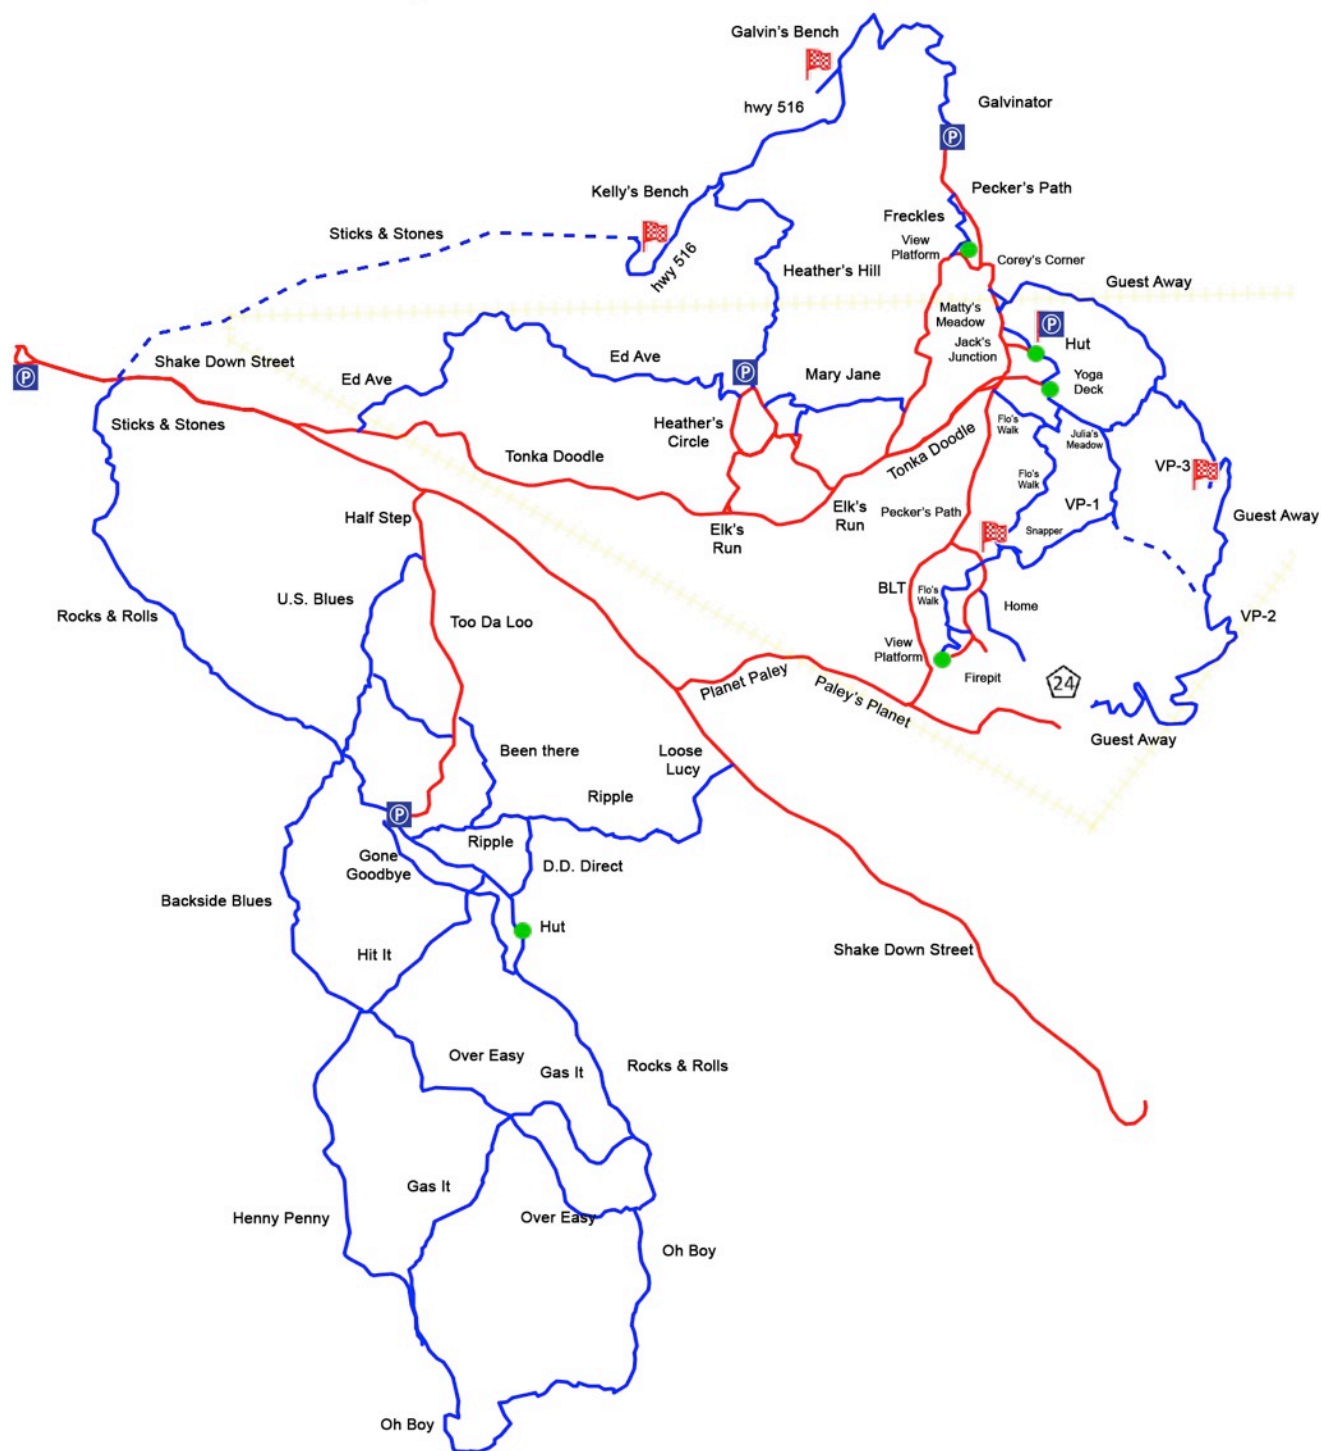 Galvin's Bench
hwy 516
Galvinator
P
Pecker's Path
Kelly's Bench
Freckles
Sticks & Stones
View
Platform
hwy 516
Heather's Hill
Corey's Corner
Guest Away
Matty's
Meadow
P
Hut
Jack's
Junction
Shake Down Street
Ed Ave
P
Ed Ave
P
Mary Jane
Yoga
Deck
Sticks & Stones
Heather's
Circle
Flo's
Walk
Julia's
Meadow
Tonka Doodle
Tonka Doodle
VP-3
Flo's
Walk
Half Step
Elk's
Run
Elk's
Run
Pecker's Path
VP-1
Guest Away
Snapper
U.S. Blues
BLT
Flo's
Walk
Home
Rocks & Rolls
Too Da Loo
VP-2
View
Platform
Firepit
24
Planet Paley
Paley's Planet
Guest Away
Been there
Loose
Lucy
Ripple
P
Ripple
Gone
Goodbye
D.D. Direct
Backside Blues
Hut
Hit It
Shake Down Street
Over Easy
Gas It
Rocks & Rolls
Gas It
Henny Penny
Over Easy
Oh Boy
Oh Boy